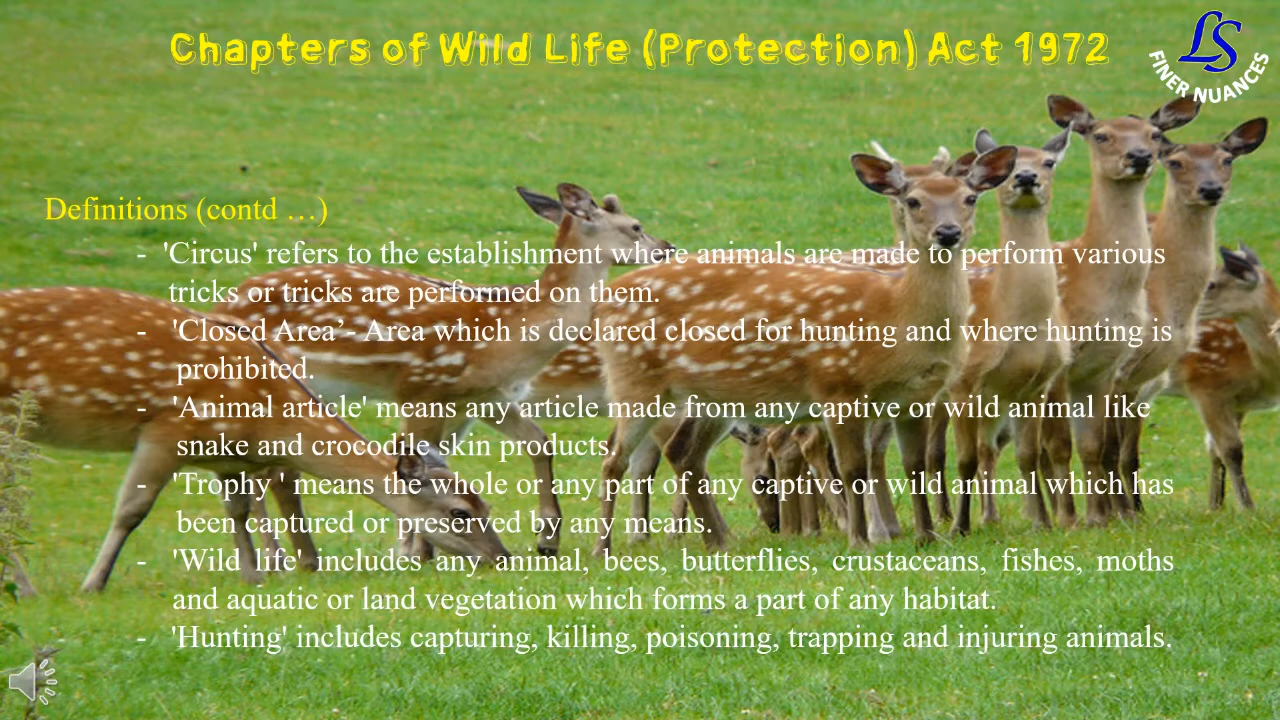 Chapters of Wild Life (Protection) Act 1972
LS
FINER NUANCES
Definitions (contd …)
- 'Circus' refers to the establishment where animals are made to perform various
tricks or tricks are performed on them.
- 'Closed Area’- Area which is declared closed for hunting and where hunting is
prohibited.
- 'Animal article' means any article made from any captive or wild animal like
snake and crocodile skin products.
- 'Trophy ' means the whole or any part of any captive or wild animal which has
been captured or preserved by any means.
- 'Wild life' includes any animal, bees, butterflies, crustaceans, fishes, moths
and aquatic or land vegetation which forms a part of any habitat.
- 'Hunting' includes capturing, killing, poisoning, trapping and injuring animals.